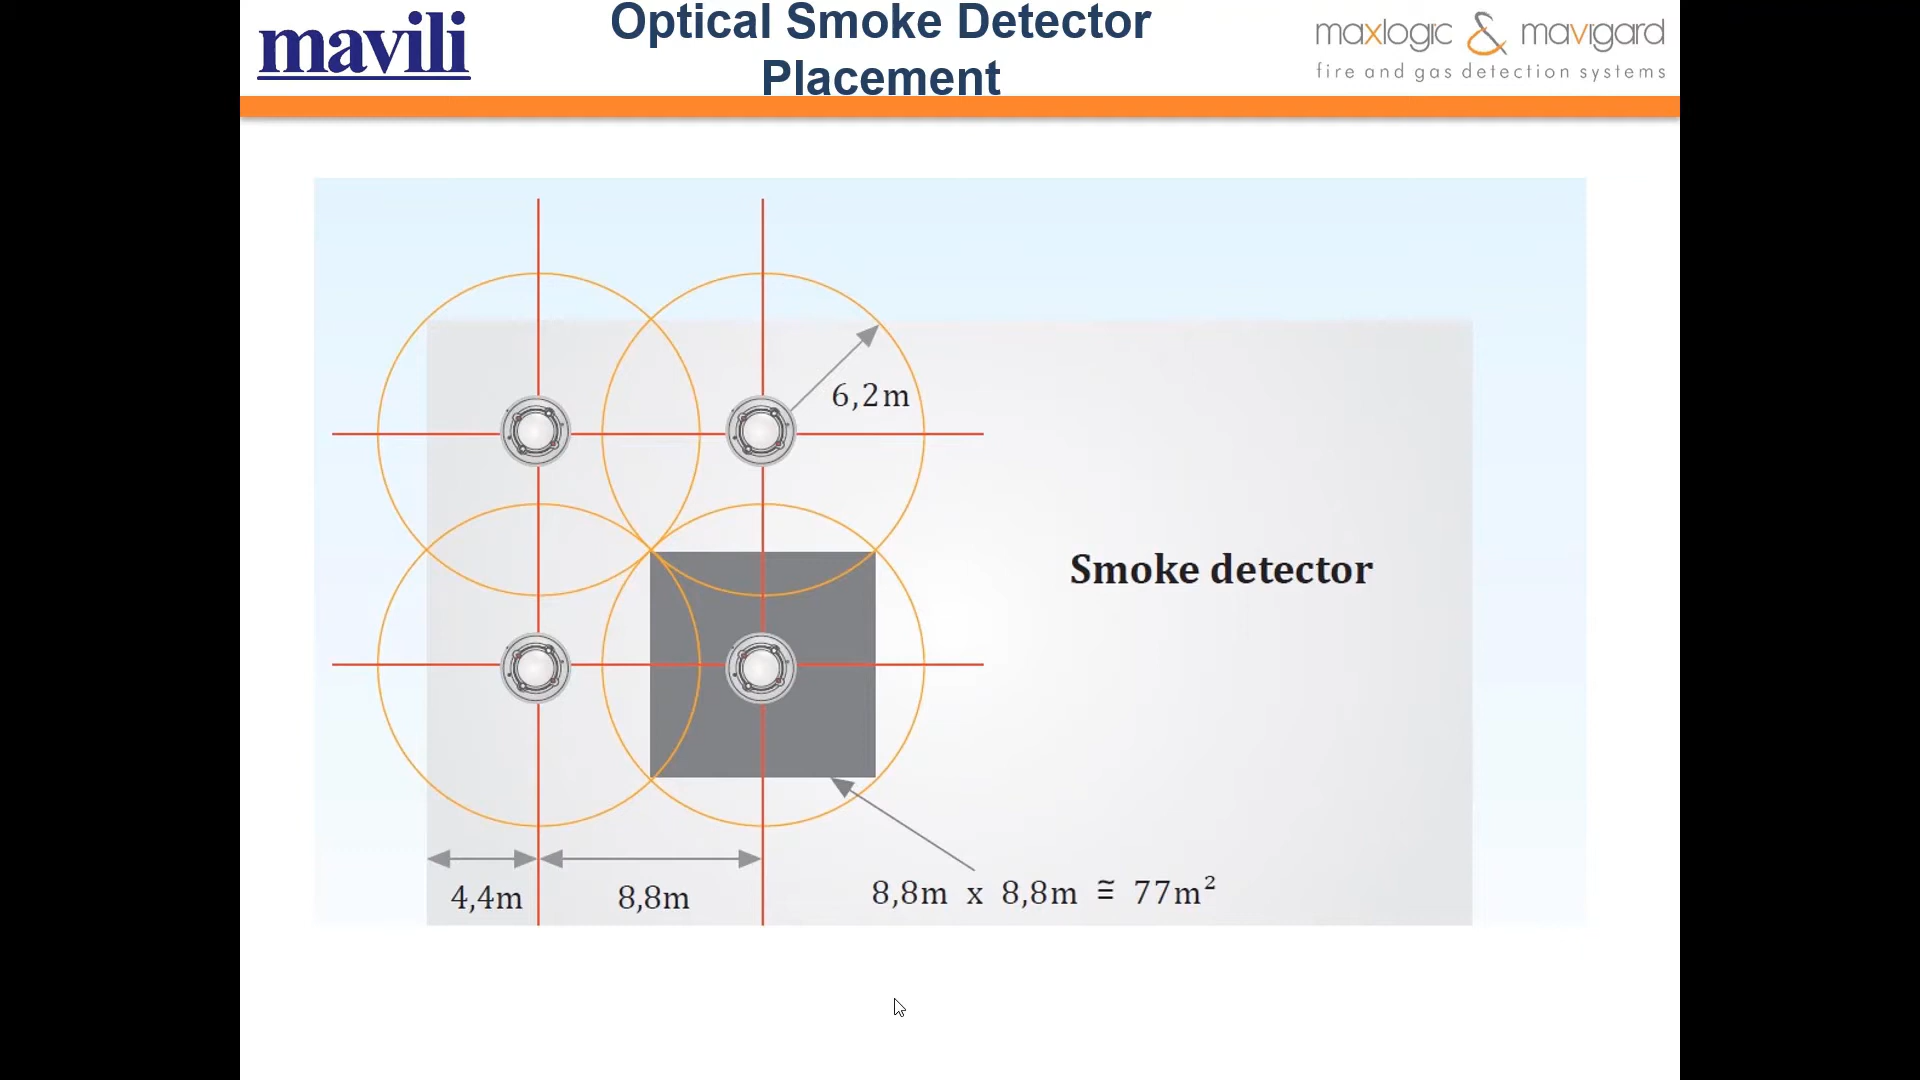 mavili
Optical Smoke Detector
Placement
maxlogic & mavigard
fire and gas detection systems
6,2m
Smoke detector
4,4m
8,8m
8,8m x 8,8m ≅ 77m²